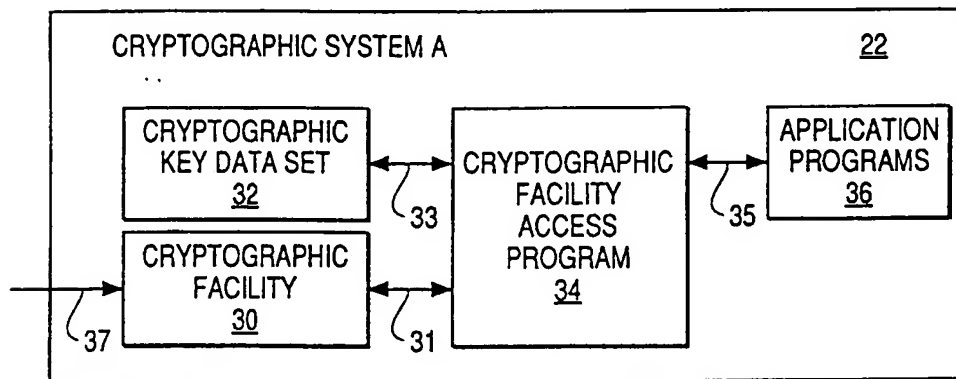 CRYPTOGRAPHIC SYSTEM A
22
CRYPTOGRAPHIC
KEY DATA SET
32
33
CRYPTOGRAPHIC
FACILITY
30
31
37
CRYPTOGRAPHIC
FACILITY
ACCESS
PROGRAM
34
35
APPLICATION
PROGRAMS
36